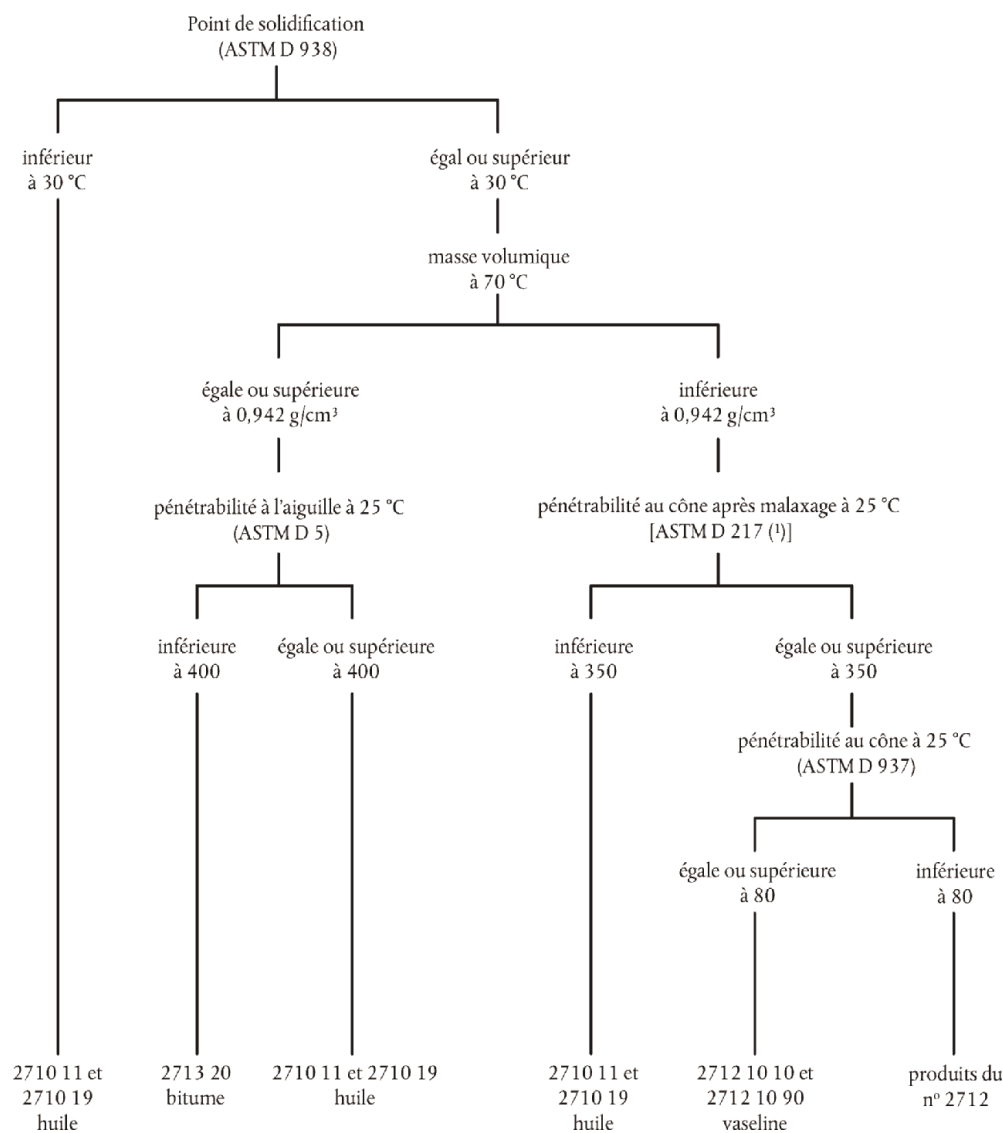 Point de solidification
(ASTM D 938)
inférieur
à 30 °C
égal ou supérieur
à 30 °C
masse volumique
à 70 °C
égale ou supérieure
à 0,942 g/cm³
inférieure
à 0,942 g/cm³
pénétrabilité à l'aiguille à 25 °C
(ASTM D 5)
pénétrabilité au cône après malaxage à 25 °C
[ASTM D 217 (¹)]
inférieure
à 400
égale ou supérieure
à 400
inférieure
à 350
égale ou supérieure
à 350
pénétrabilité au cône à 25 °C
(ASTM D 937)
égale ou supérieure
à 80
inférieure
à 80
2710 11 et
2710 19
huile
2713 20
bitume
2710 11 et 2710 19
huile
2710 11 et
2710 19
huile
2712 10 10 et
2712 10 90
vaseline
produits du
nº 2712